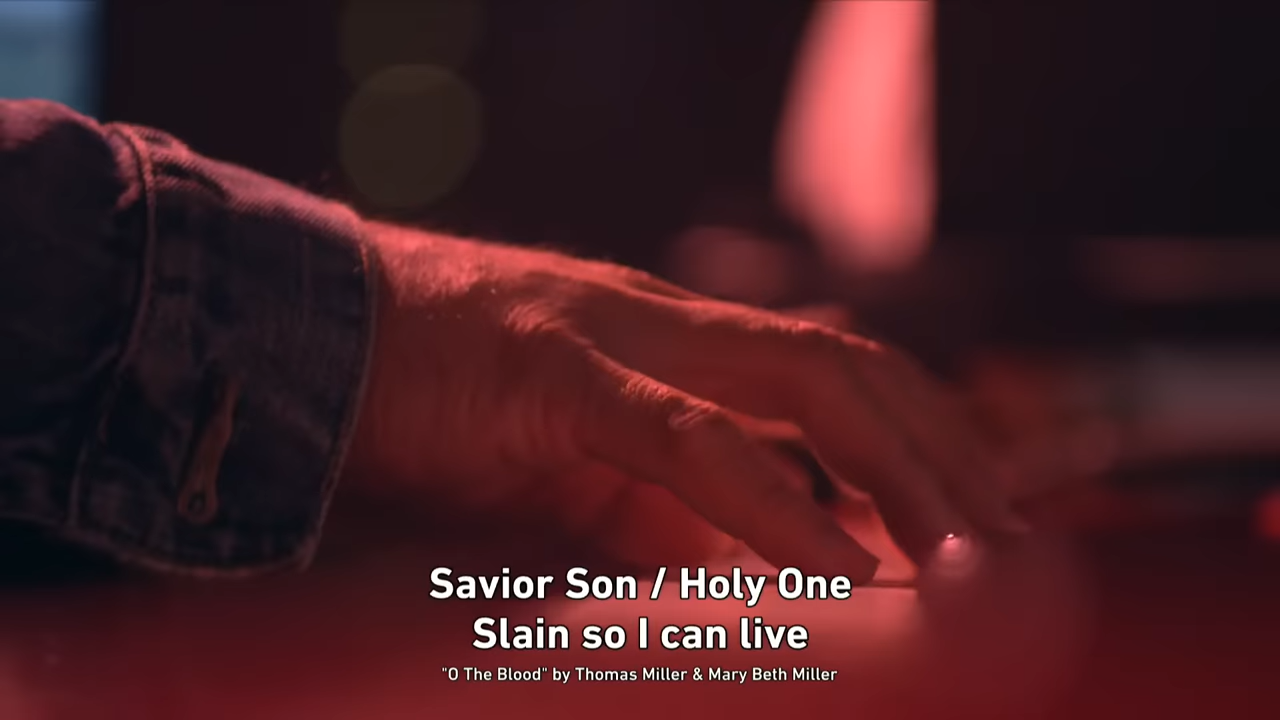 Savior Son / Holy One
Slain so I can live
"O The Blood" by Thomas Miller & Mary Beth Miller